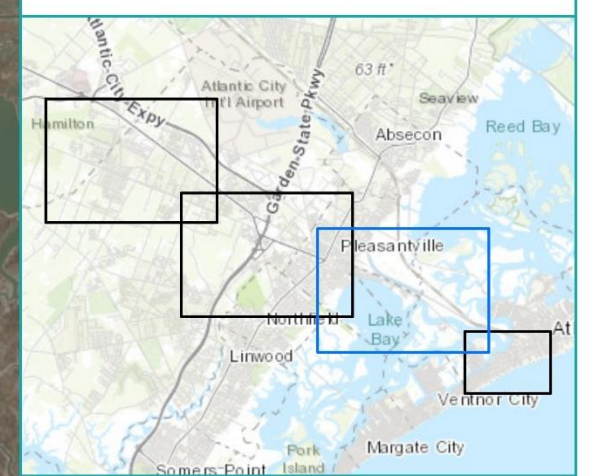 Atlantic-City-Expy
Garden-State-Pkwy
63 ft
Atlantic City
Int'l Airport
Seaview
Hamilton
Absecon
Reed Bay
Pleasantville
Northfield
Lake
Bay
At
Linwood
Ventnor City
Margate City
Pork
Island
Somers Point